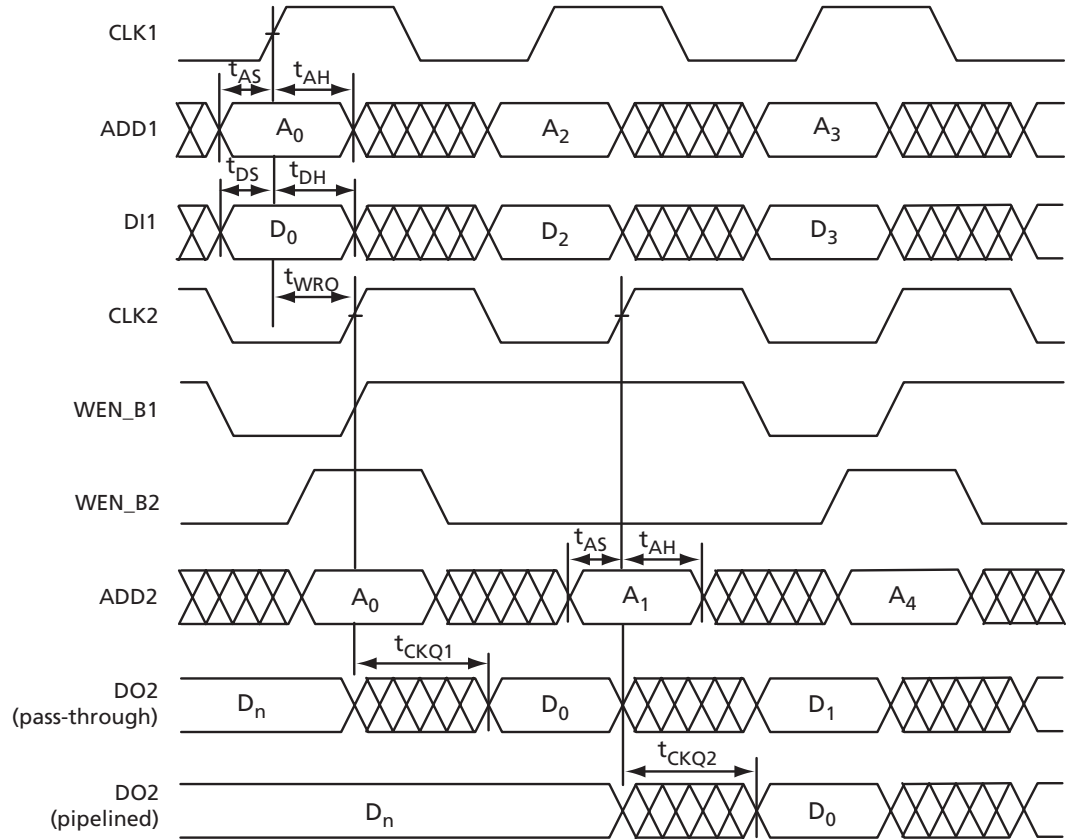 CLK1
tAS tAH
ADD1 A0 A2 A3
tDS tDH
DI1 D0 D2 D3
tWRO
CLK2
WEN_B1
WEN_B2
tAS tAH
ADD2 A0 A1 A4
tCKQ1
DO2
(pass-through) Dn D0 D1
tCKQ2
DO2
(pipelined) Dn D0